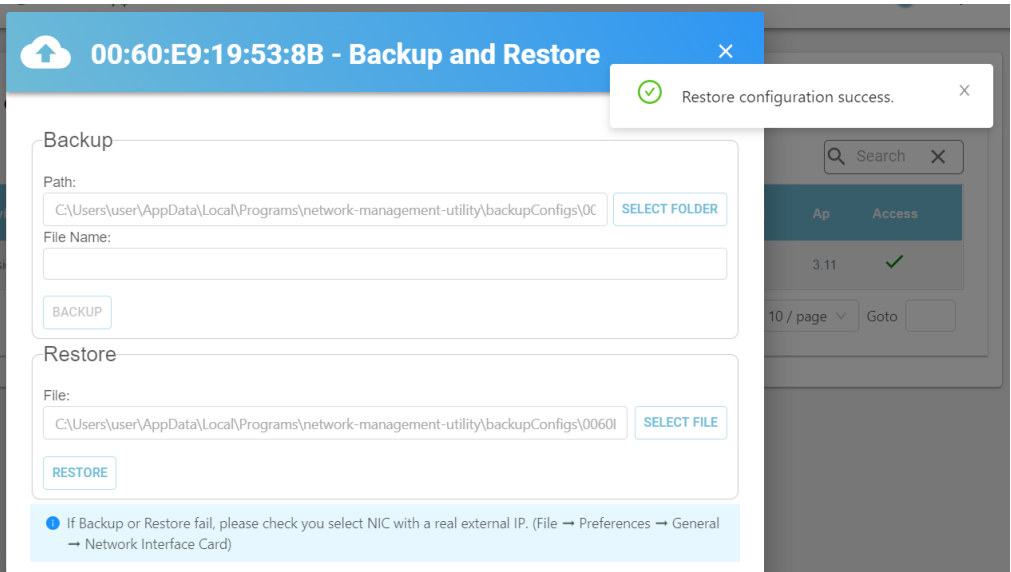 00:60:E9:19:53:8B - Backup and Restore
Restore configuration success.
Backup
Search
Path:
C:\Users\user\AppData\Local\Programs\network-management-utility\backupConfigs\00
SELECT FOLDER
Ap
Access
File Name:
3.11
BACKUP
10 / page
Goto
Restore
File:
C:\Users\user\AppData\Local\Programs\network-management-utility\backupConfigs\0060
SELECT FILE
RESTORE
If Backup or Restore fail, please check you select NIC with a real external IP. (File → Preferences → General
→ Network Interface Card)